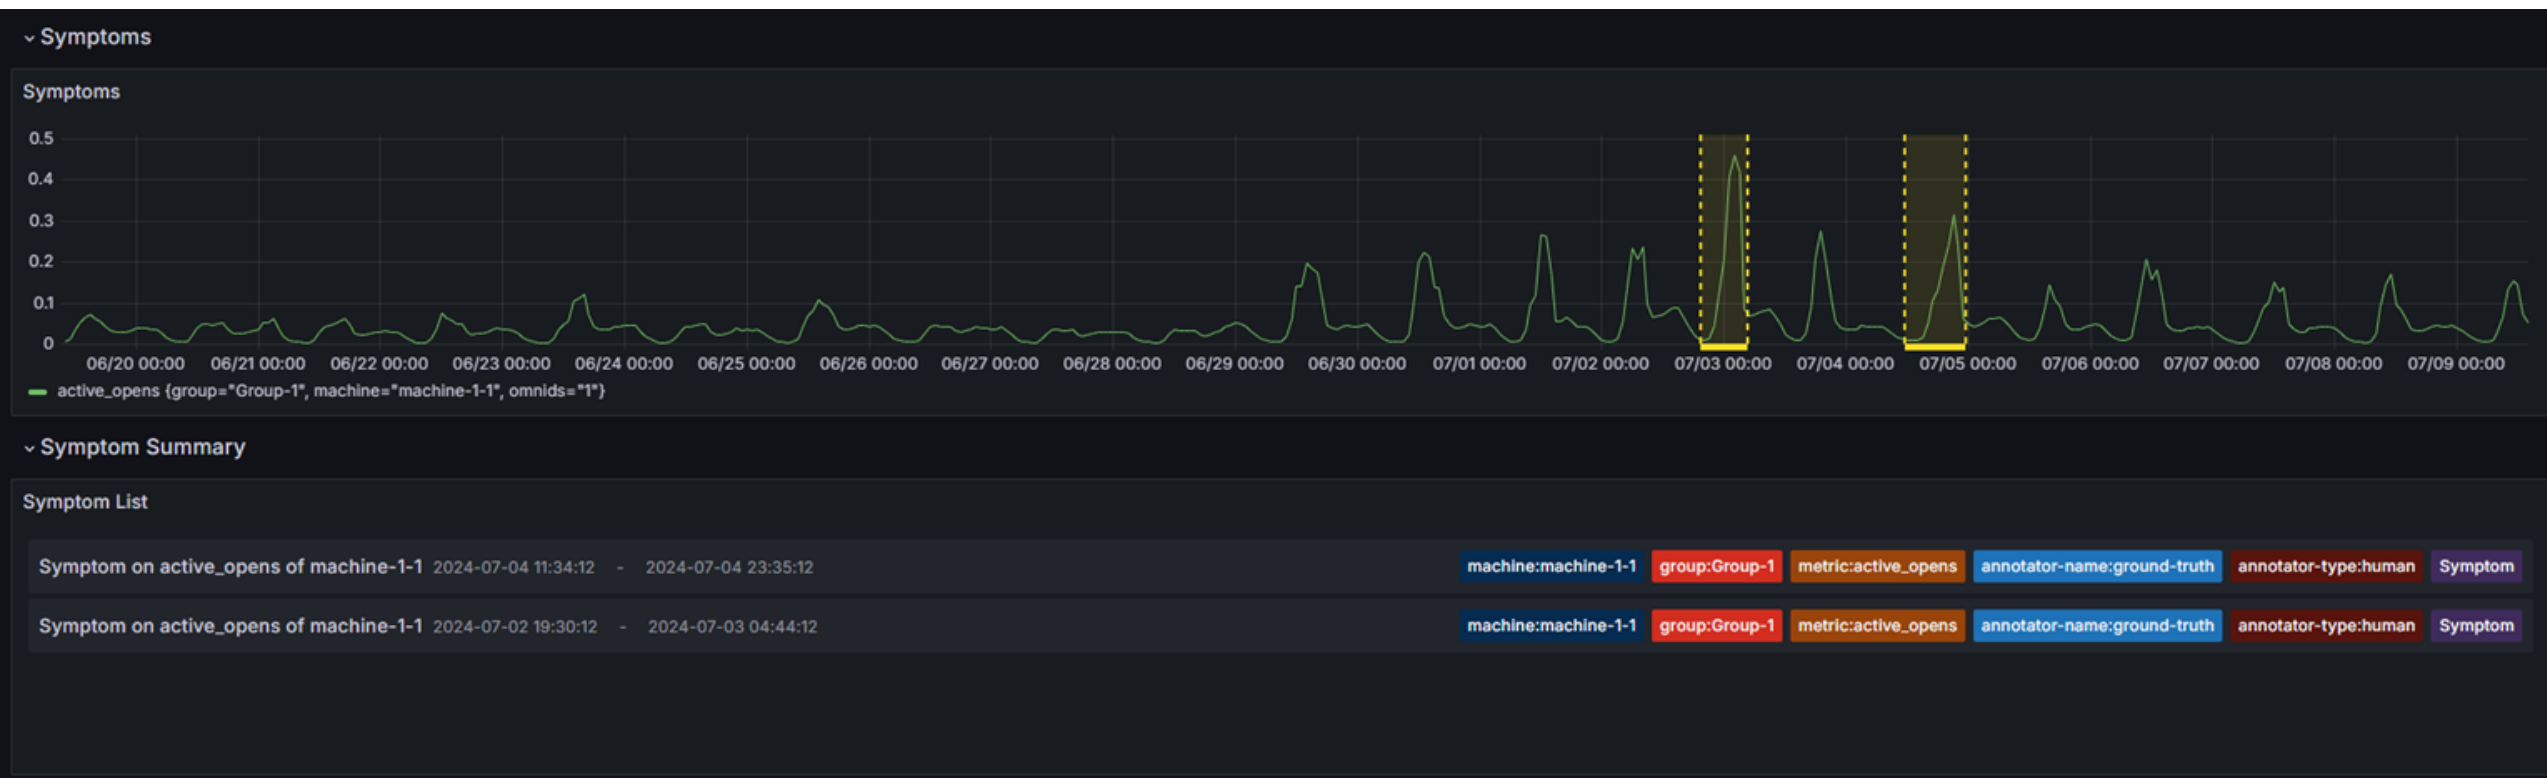 Symptoms
Symptoms
0.5
0.4
0.3
0.2
0.1
0
06/20 00:00 06/21 00:00 06/22 00:00 06/23 00:00 06/24 00:00 06/25 00:00 06/26 00:00 06/27 00:00 06/28 00:00 06/29 00:00 06/30 00:00 07/01 00:00 07/02 00:00 07/03 00:00 07/04 00:00 07/05 00:00 07/06 00:00 07/07 00:00 07/08 00:00 07/09 00:00
active_opens {group="Group-1", machine="machine-1-1", omnids="1"}
Symptom Summary
Symptom List
Symptom on active_opens of machine-1-1 2024-07-04 11:34:12 - 2024-07-04 23:35:12 machine:machine-1-1 group:Group-1 metric:active_opens annotator-name:ground-truth annotator-type:human Symptom
Symptom on active_opens of machine-1-1 2024-07-02 19:30:12 - 2024-07-03 04:44:12 machine:machine-1-1 group:Group-1 metric:active_opens annotator-name:ground-truth annotator-type:human Symptom